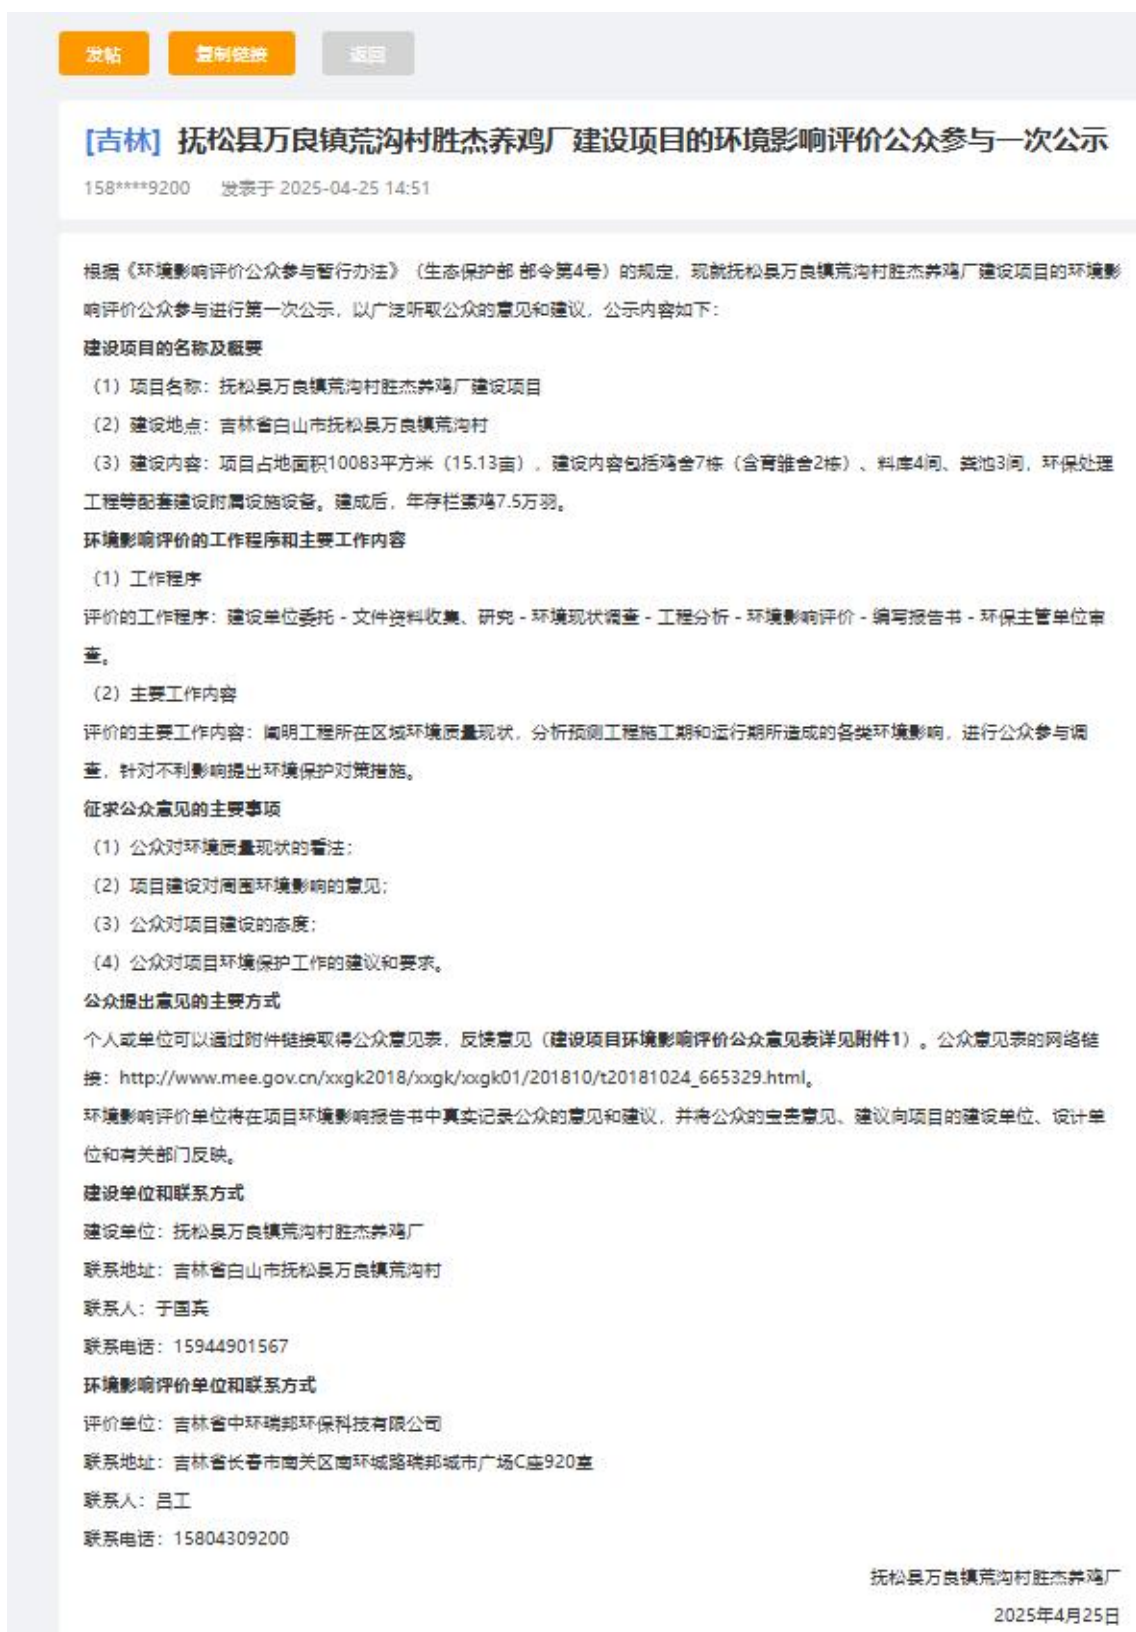 发帖 复制链接 返回
[吉林] 抚松县万良镇荒沟村胜杰养鸡厂建设项目的环境影响评价公众参与一次公示
158****9200 发表于 2025-04-25 14:51
根据《环境影响评价公众参与暂行办法》（生态保护部 部令第4号）的规定，现就抚松县万良镇荒沟村胜杰养鸡厂建设项目的环境影
响评价公众参与进行第一次公示，以广泛听取公众的意见和建议，公示内容如下：
建设项目的名称及概要
（1）项目名称：抚松县万良镇荒沟村胜杰养鸡厂建设项目
（2）建设地点：吉林省白山市抚松县万良镇荒沟村
（3）建设内容：项目占地面积10083平方米（15.13亩），建设内容包括鸡舍7栋（含育雏舍2栋）、料库4间、粪池3间，环保处理
工程等配套建设附属设施设备。建成后，年存栏蛋鸡7.5万羽。
环境影响评价的工作程序和主要工作内容
（1）工作程序
评价的工作程序：建设单位委托 - 文件资料收集、研究 - 环境现状调查 - 工程分析 - 环境影响评价 - 编写报告书 - 环保主管单位审
查。
（2）主要工作内容
评价的主要工作内容：阐明工程所在区域环境质量现状，分析预测工程施工期和运行期所造成的各类环境影响，进行公众参与调
查，针对不利影响提出环境保护对策措施。
征求公众意见的主要事项
（1）公众对环境质量现状的看法；
（2）项目建设对周围环境影响的意见；
（3）公众对项目建设的态度；
（4）公众对项目环境保护工作的建议和要求。
公众提出意见的主要方式
个人或单位可以通过附件链接取得公众意见表，反馈意见（建设项目环境影响评价公众意见表详见附件1）。公众意见表的网络链
接：http://www.mee.gov.cn/xxgk2018/xxgk/xxgk01/201810/t20181024_665329.html。
环境影响评价单位将在项目环境影响报告书中真实记录公众的意见和建议，并将公众的宝贵意见、建议向项目的建设单位、设计单
位和有关部门反映。
建设单位和联系方式
建设单位：抚松县万良镇荒沟村胜杰养鸡厂
联系地址：吉林省白山市抚松县万良镇荒沟村
联系人：于国宾
联系电话：15944901567
环境影响评价单位和联系方式
评价单位：吉林省中环瑞邦环保科技有限公司
联系地址：吉林省长春市南关区南环城路瑞邦城市广场C座920室
联系人：吕工
联系电话：15804309200
抚松县万良镇荒沟村胜杰养鸡厂
2025年4月25日